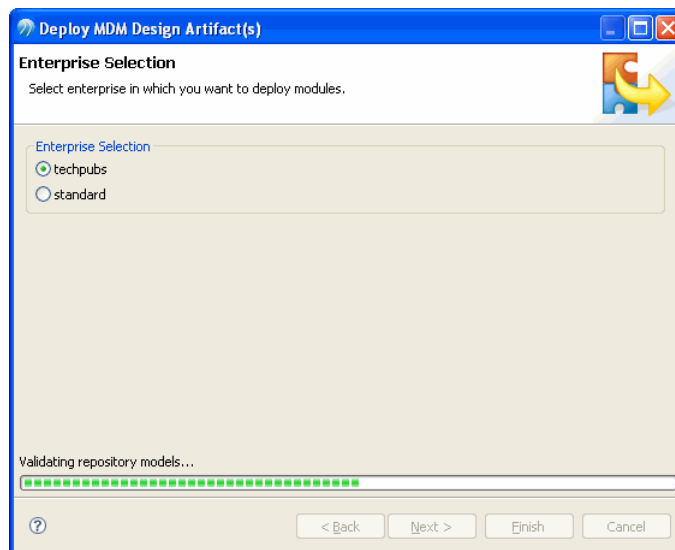 Deploy MDM Design Artifact(s)
Enterprise Selection
Select enterprise in which you want to deploy modules.
Enterprise Selection
techpubs
standard
Validating repository models...
?
< Back
Next >
Finish
Cancel